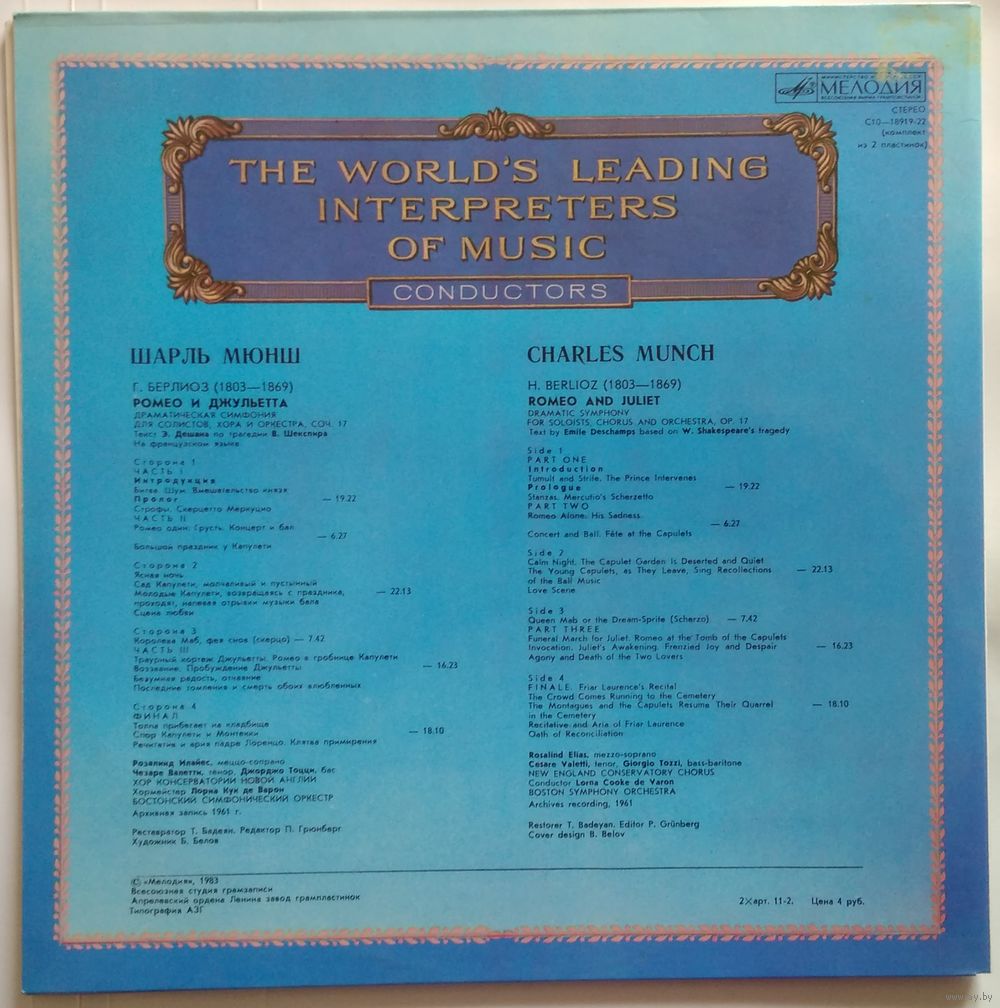 МЕЛОДИЯ
СТЕРЕО
С10—18919-22
(комплект
из 2 пластинок)
THE WORLD'S LEADING
INTERPRETERS
OF MUSIC
CONDUCTORS
ШАРЛЬ МЮНШ
Г. БЕРЛИОЗ (1803—1869)
РОМЕО И ДЖУЛЬЕТТА
ДРАМАТИЧЕСКАЯ СИМФОНИЯ
ДЛЯ СОЛИСТОВ, ХОРА И ОРКЕСТРА, СОЧ. 17
Текст Э. Дешана по трагедии В. Шекспира
На французском языке
Сторона 1
ЧАСТЬ I
Интродукция
Битва. Шум. Вмешательство князя
Пролог — 19.22
Строфы. Скерцетто Меркуцио
ЧАСТЬ II
Ромео один. Грусть. Концерт и бал
— 6.27
Большой праздник у Капулети
Сторона 2
Ясная ночь
Сад Капулети, молчаливый и пустынный
Молодые Капулети, возвращаясь с праздника, — 22.13
проходят, напевая отрывки музыки бала
Сцена любви
Сторона 3
Королева Маб, фея снов (скерцо) — 7.42
ЧАСТЬ III
Траурный кортеж Джульетты. Ромео в гробнице Капулети
Воззвание. Пробуждение Джульетты — 16.23
Безумная радость, отчаяние
Последние томления и смерть обоих влюбленных
Сторона 4
ФИНАЛ
Толпа прибегает на кладбище
Спор Капулети и Монтекки — 18.10
Речитатив и ария падре Лоренцо. Клятва примирения
Розалинд Илайес, меццо-сопрано
Чезаре Валетти, тенор, Джорджо Тоцци, бас
ХОР КОНСЕРВАТОРИИ НОВОЙ АНГЛИИ
Хормейстер Лорна Кук де Варон
БОСТОНСКИЙ СИМФОНИЧЕСКИЙ ОРКЕСТР
Архивная запись 1961 г.
Реставратор Т. Бадеян. Редактор П. Грюнберг
Художник Б. Белов
CHARLES MUNCH
H. BERLIOZ (1803—1869)
ROMEO AND JULIET
DRAMATIC SYMPHONY
FOR SOLOISTS, CHORUS AND ORCHESTRA, OP. 17
Text by Emile Deschamps based on W. Shakespeare's tragedy
Side 1
PART ONE
Introduction
Tumult and Strife. The Prince Intervenes
Prologue — 19.22
Stanzas. Mercutio's Scherzetto
PART TWO
Romeo Alone. His Sadness
— 6.27
Concert and Ball. Fête at the Capulets
Side 2
Calm Night. The Capulet Garden Is Deserted and Quiet
The Young Capulets, as They Leave, Sing Recollections — 22.13
of the Ball Music
Love Scene
Side 3
Queen Mab or the Dream-Sprite (Scherzo) — 7.42
PART THREE
Funeral March for Juliet. Romeo at the Tomb of the Capulets
Invocation. Juliet's Awakening. Frenzied Joy and Despair — 16.23
Agony and Death of the Two Lovers
Side 4
FINALE. Friar Laurence's Recital
The Crowd Comes Running to the Cemetery
The Montagues and the Capulets Resume Their Quarrel — 18.10
in the Cemetery
Recitative and Aria of Friar Laurence
Oath of Reconciliation
Rosalind Elias, mezzo-soprano
Cesare Valetti, tenor, Giorgio Tozzi, bass-baritone
NEW ENGLAND CONSERVATORY CHORUS
Conductor Lorna Cooke de Varon
BOSTON SYMPHONY ORCHESTRA
Archives recording, 1961
Restorer T. Badeyan. Editor P. Grünberg
Cover design B. Belov
© «Мелодия», 1983
Всесоюзная студия грамзаписи
Апрелевский ордена Ленина завод грампластинок
Типография АЗГ
2×арт. 11-2. Цена 4 руб.
www.ay.by